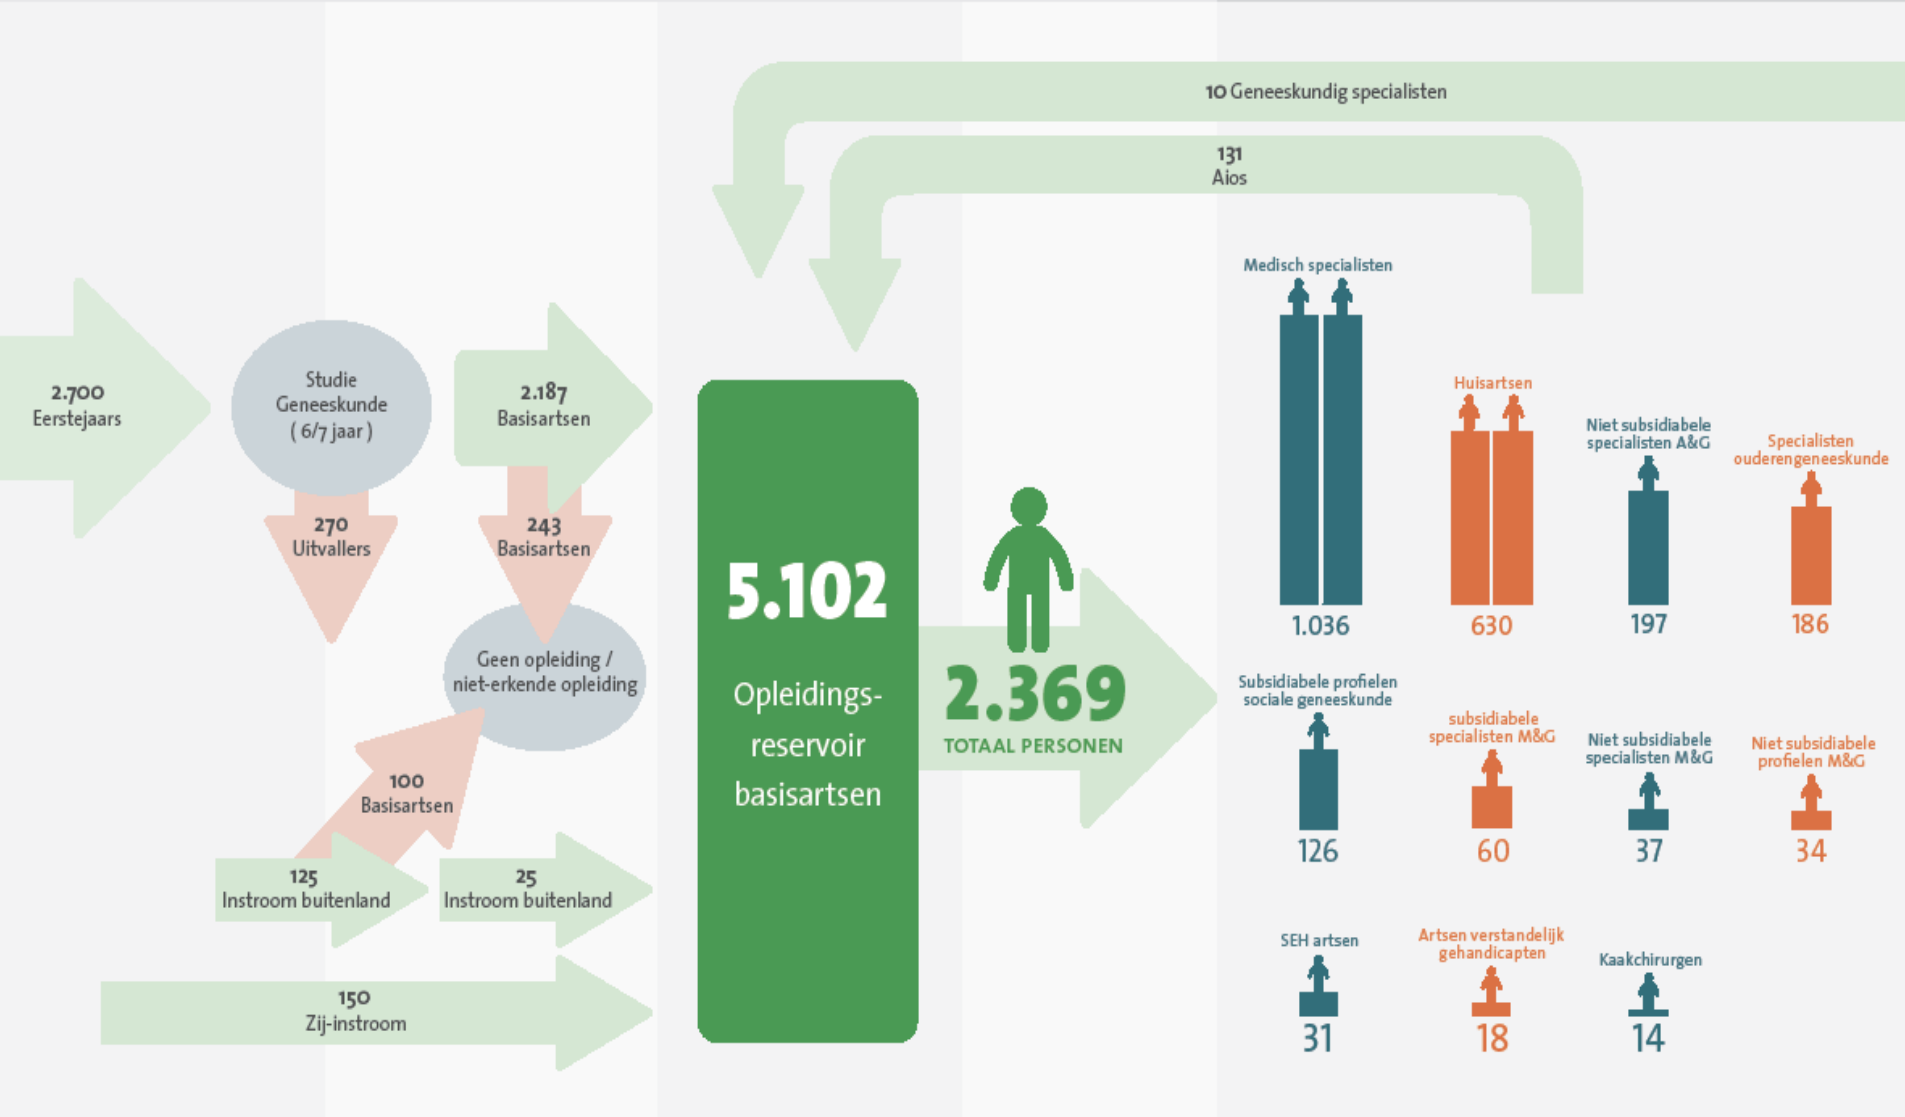 10 Geneeskundig specialisten
131
Aios
2.700
Eerstejaars
Studie
Geneeskunde
( 6/7 jaar )
2.187
Basisartsen
270
Uitvallers
243
Basisartsen
Geen opleiding /
niet-erkende opleiding
100
Basisartsen
125
Instroom buitenland
25
Instroom buitenland
150
Zij-instroom
5.102
Opleidings-
reservoir
basisartsen
2.369
TOTAAL PERSONEN
Medisch specialisten
1.036
Huisartsen
630
Niet subsidiabele
specialisten A&G
197
Specialisten
ouderengeneeskunde
186
Subsidiabele profielen
sociale geneeskunde
126
subsidiabele
specialisten M&G
60
Niet subsidiabele
specialisten M&G
37
Niet subsidiabele
profielen M&G
34
SEH artsen
31
Artsen verstandelijk
gehandicapten
18
Kaakchirurgen
14